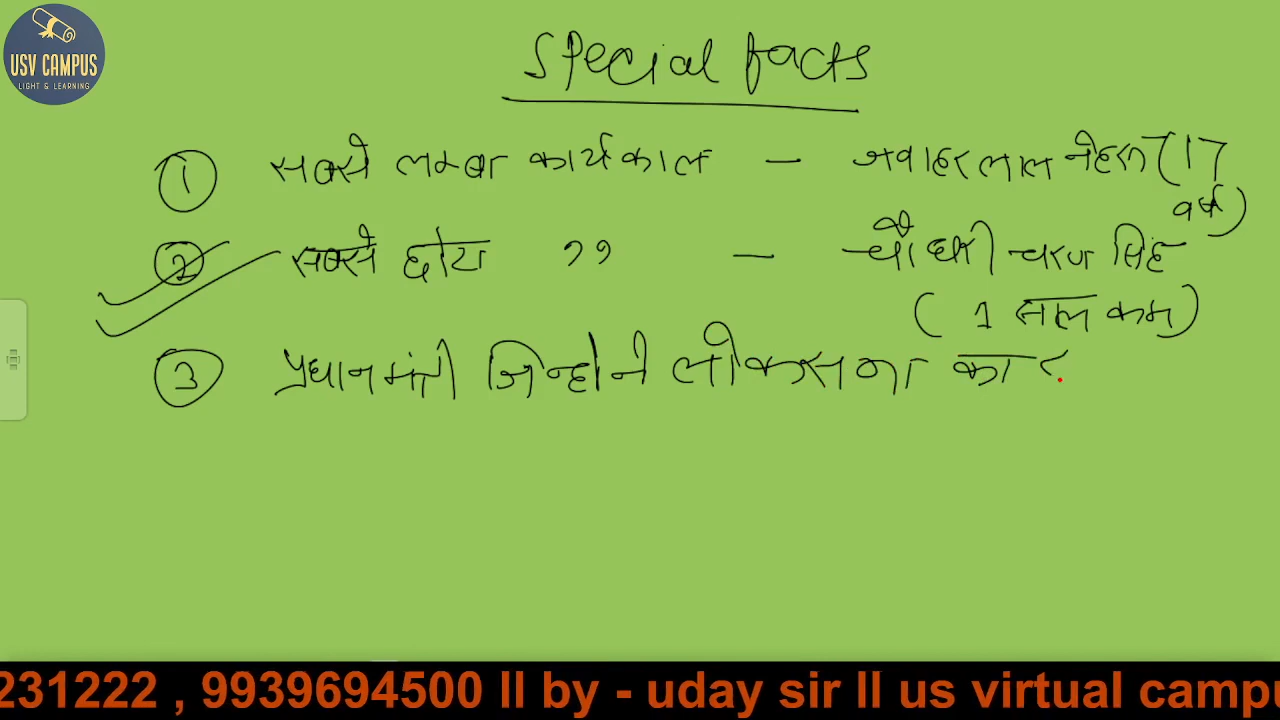 USV CAMPUS
LIGHT & LEARNING
Special facts
① सबसे लम्बा कार्यकाल – जवाहरलाल नेहरू (17
वर्ष)
② सबसे छोटा ,, – चौधरी चरण सिंह
(1 साल कम)
③ प्रधानमंत्री जिन्होंने लोकसभा का
231222 , 9939694500 ll by - uday sir ll us virtual camp